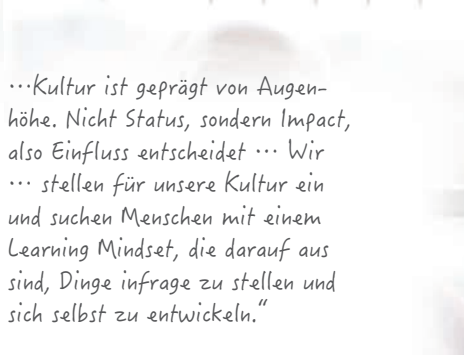 …Kultur ist geprägt von Augen-
höhe. Nicht Status, sondern Impact,
also Einfluss entscheidet … Wir
… stellen für unsere Kultur ein
und suchen Menschen mit einem
Learning Mindset, die darauf aus
sind, Dinge infrage zu stellen und
sich selbst zu entwickeln.“